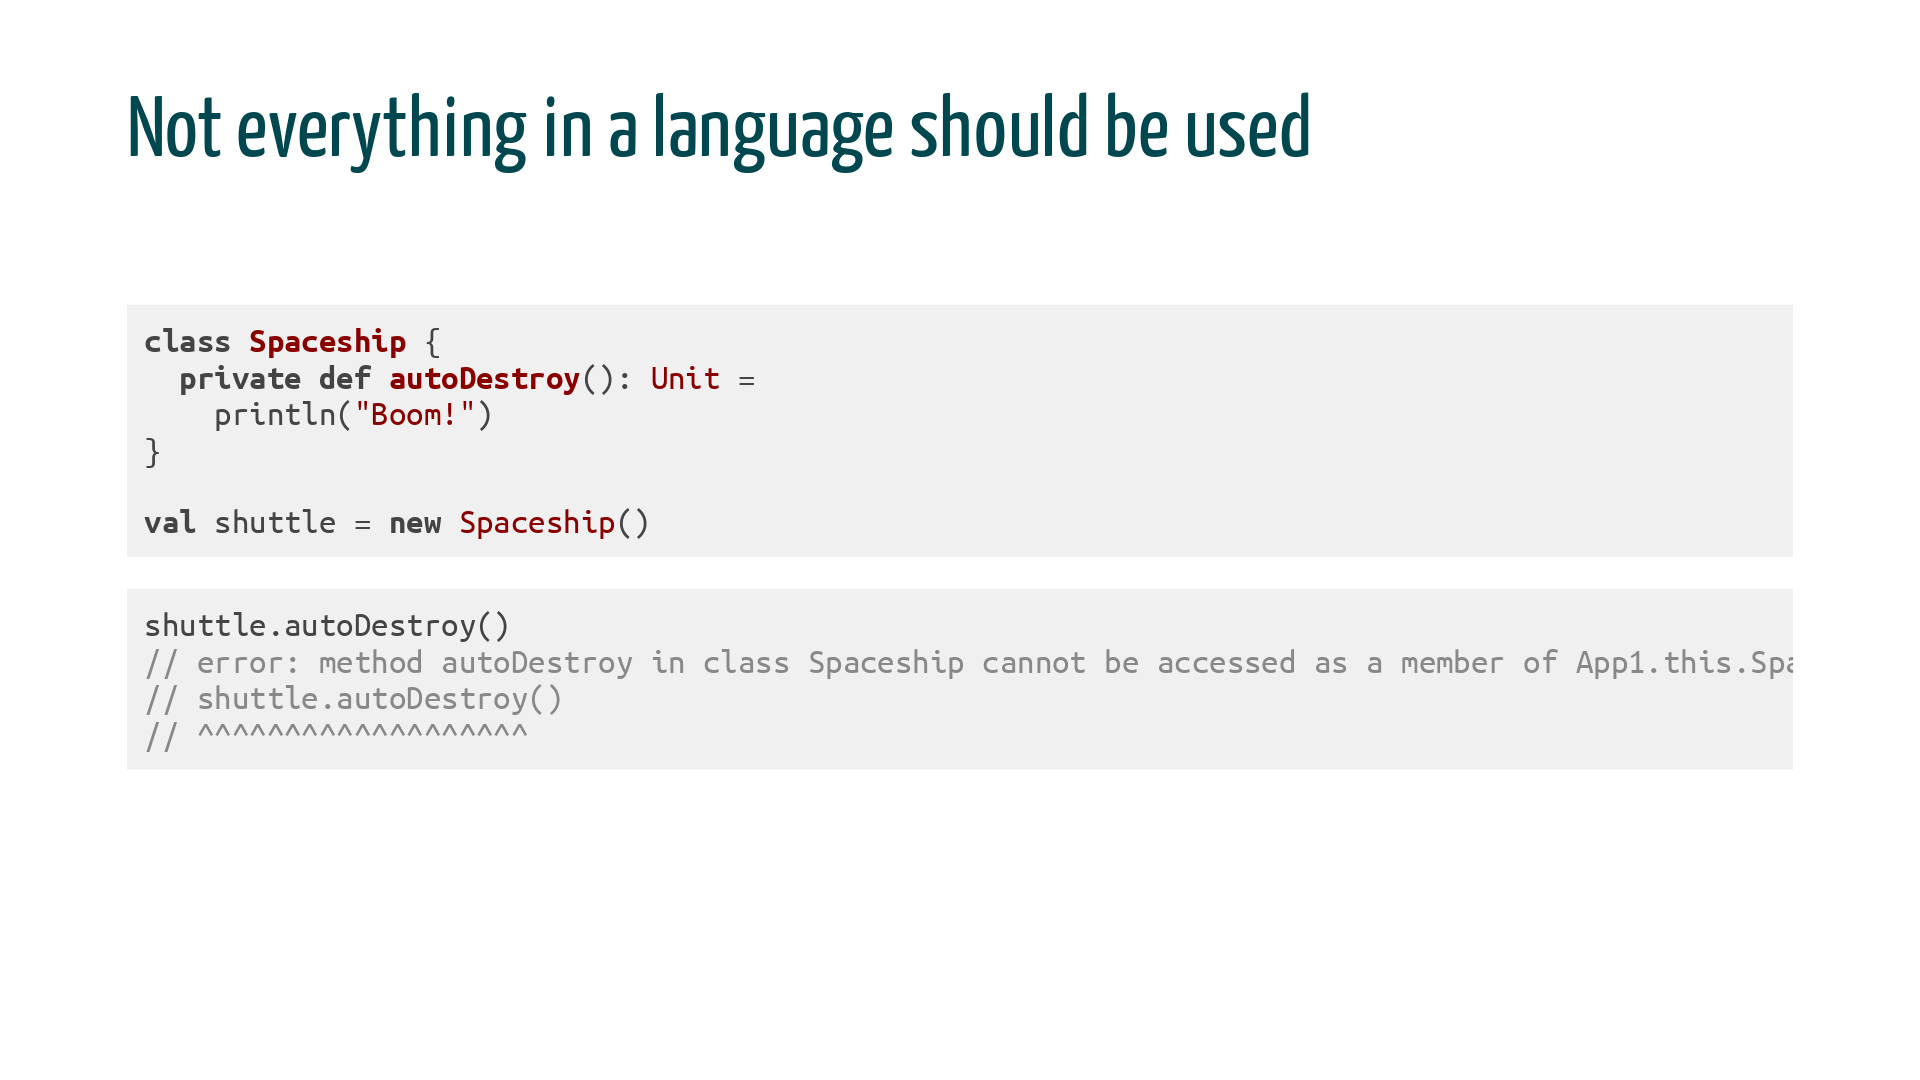 Not everything in a language should be used
class Spaceship {
  private def autoDestroy(): Unit =
    println("Boom!")
}
val shuttle = new Spaceship()
shuttle.autoDestroy()
// error: method autoDestroy in class Spaceship cannot be accessed as a member of App1.this.Spa
// shuttle.autoDestroy()
// ^^^^^^^^^^^^^^^^^^^